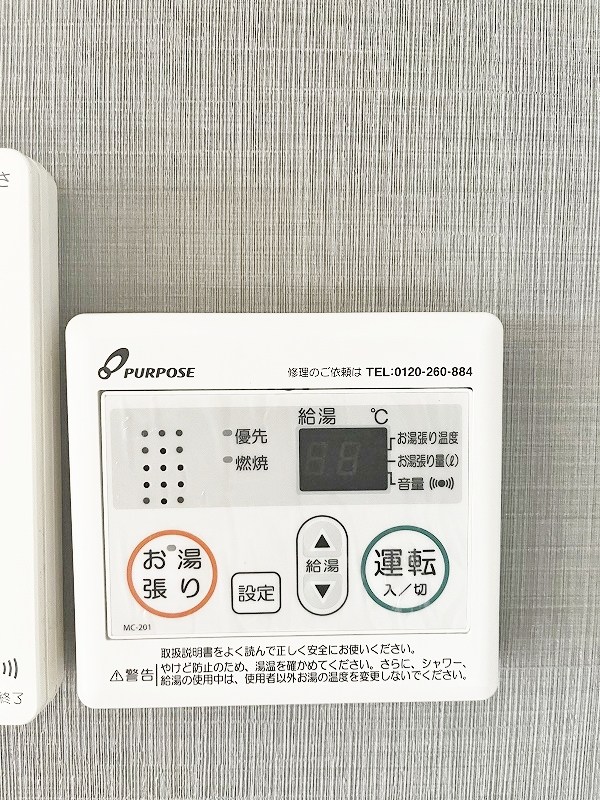 さ
PURPOSE
修理のご依頼は TEL:0120-260-884
給湯 ℃
優先
燃焼
お湯張り温度
お湯張り量(ℓ)
音量
お湯
張り
設定
▲
給湯
▼
運転
入/切
MC-201
取扱説明書をよく読んで正しく安全にお使いください。
⚠警告 やけど防止のため、湯温を確かめてください。さらに、シャワー、
給湯の使用中は、使用者以外お湯の温度を変更しないでください。
終了